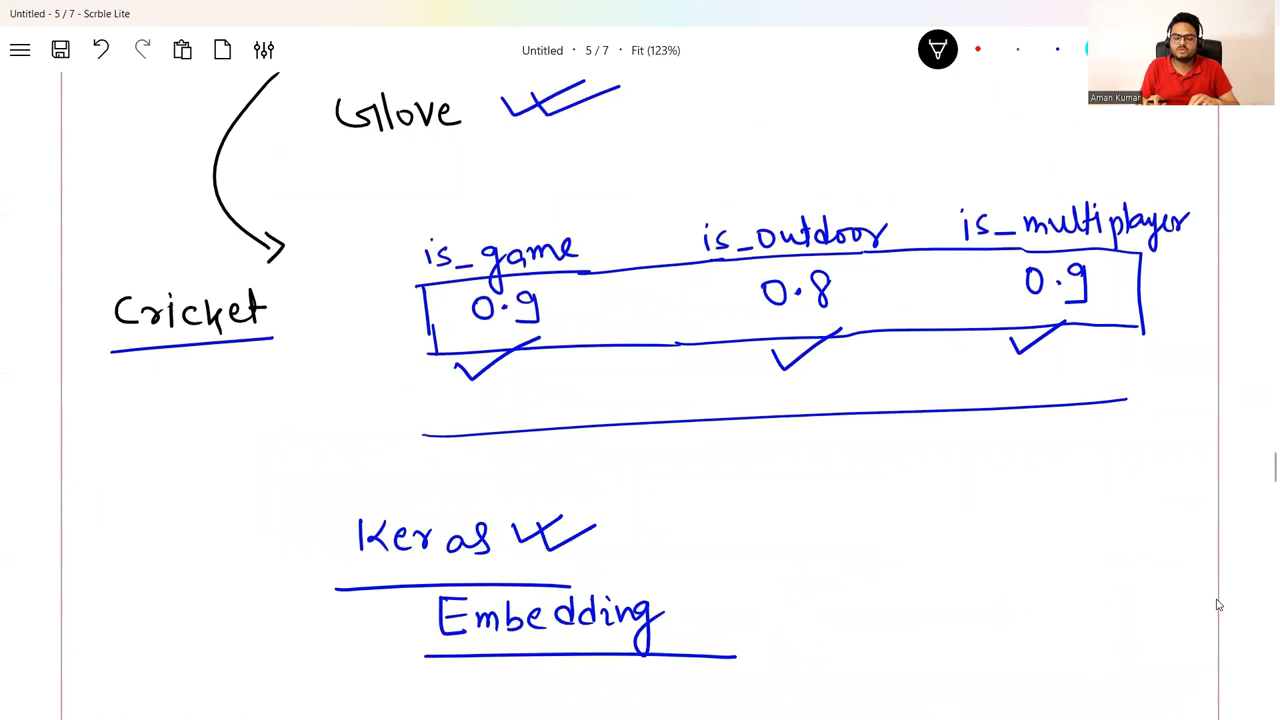 Untitled - 5 / 7 - Scrble Lite
Untitled • 5 / 7 • Fit (123%)
Aman Kumar
Glove
is_game is_outdoor is_multiplayer
Cricket 0.9 0.8 0.9
Keras
Embedding